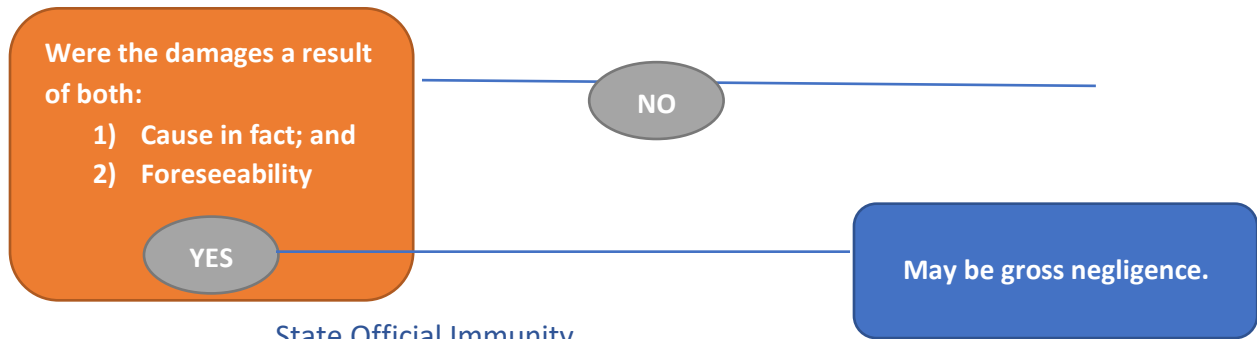 Were the damages a result
of both:
1) Cause in fact; and
2) Foreseeability
NO
YES
May be gross negligence.
State Official Immunity